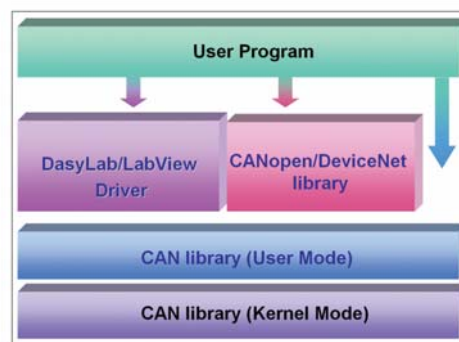 User Program
DasyLab/LabView
Driver
CANopen/DeviceNet
library
CAN library (User Mode)
CAN library (Kernel Mode)